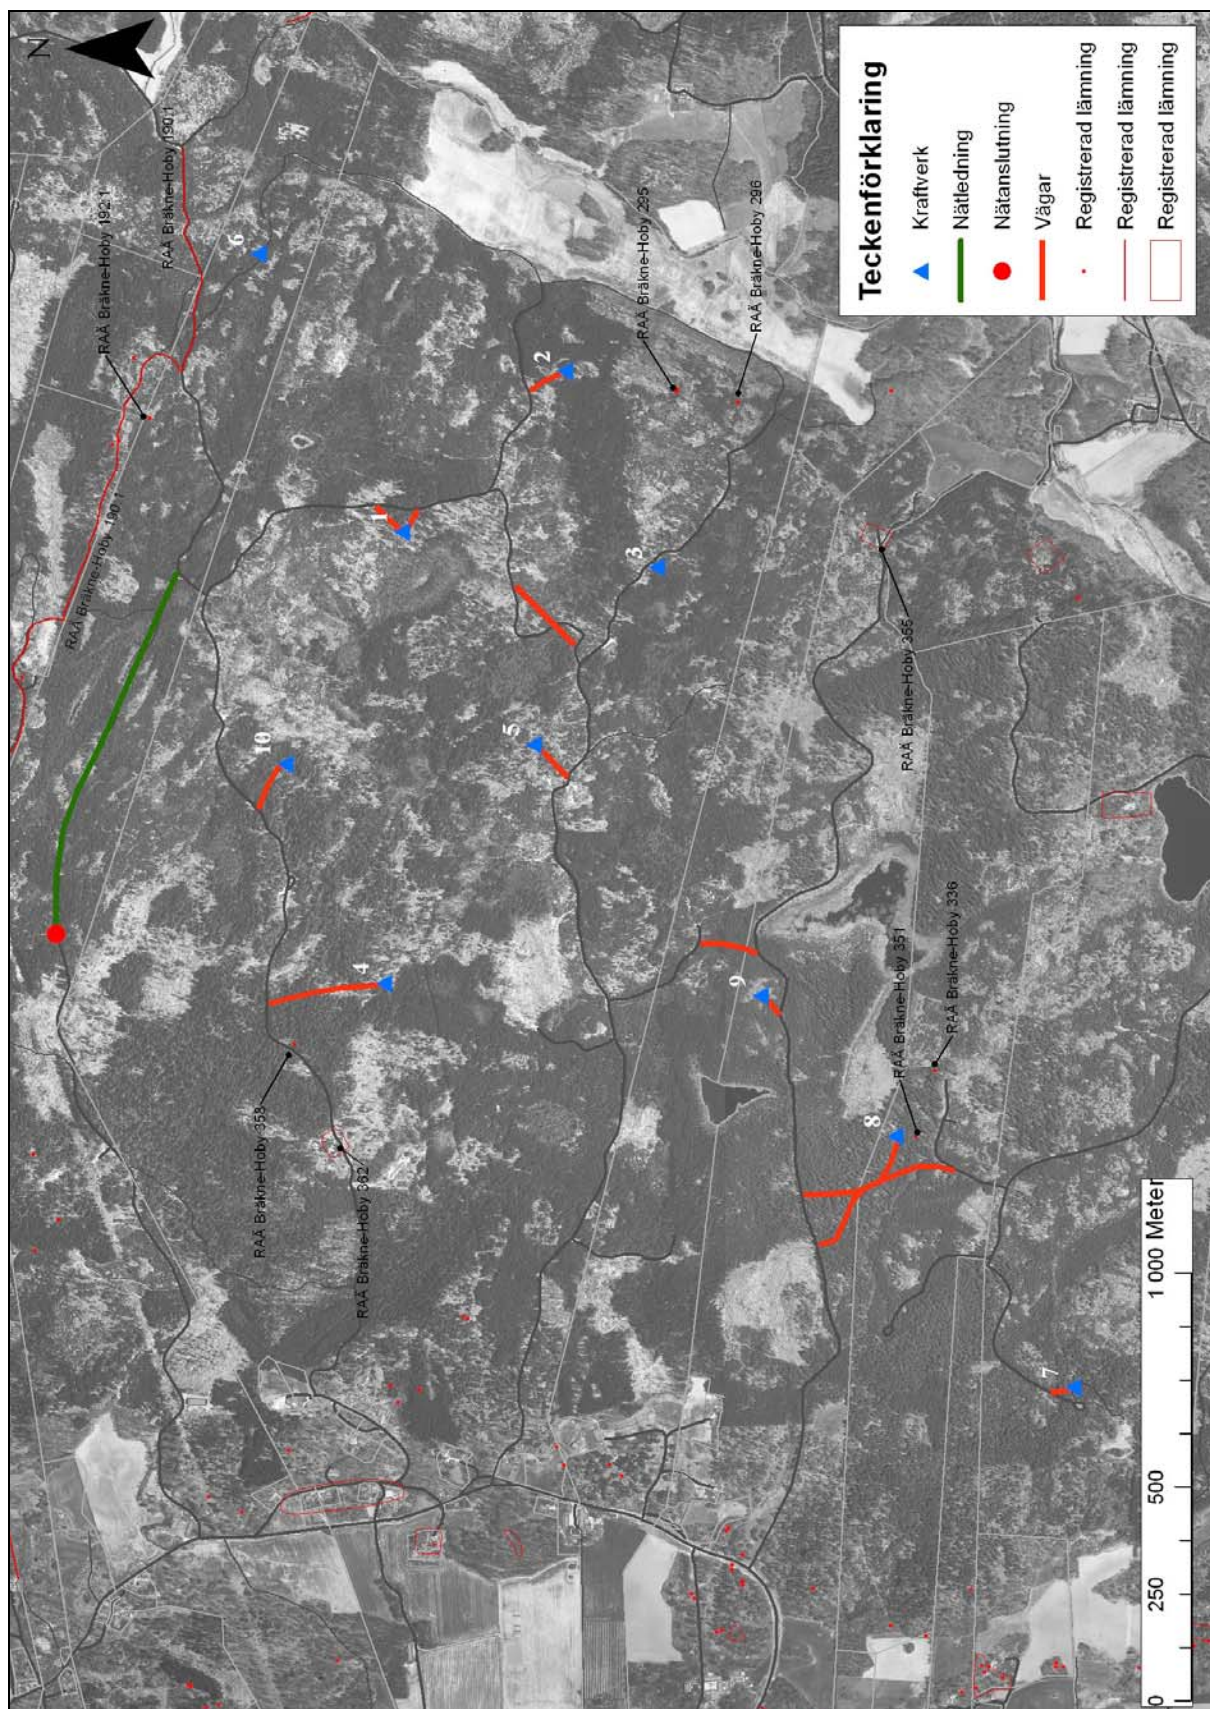 N
RAÄ Bräkne-Hoby 192:1
RAÄ Bräkne-Hoby 190:1
RAÄ Bräkne-Hoby 190:1
6
1
2
10
RAÄ Bräkne-Hoby 295
RAÄ Bräkne-Hoby 296
3
5
4
RAÄ Bräkne-Hoby 358
RAÄ Bräkne-Hoby 362
9
RAÄ Bräkne-Hoby 355
8
RAÄ Bräkne-Hoby 351
RAÄ Bräkne-Hoby 336
7
Teckenförklaring
Kraftverk
Nätledning
Nätanslutning
Vägar
Registrerad lämning
Registrerad lämning
Registrerad lämning
0 250 500 1 000 Meter